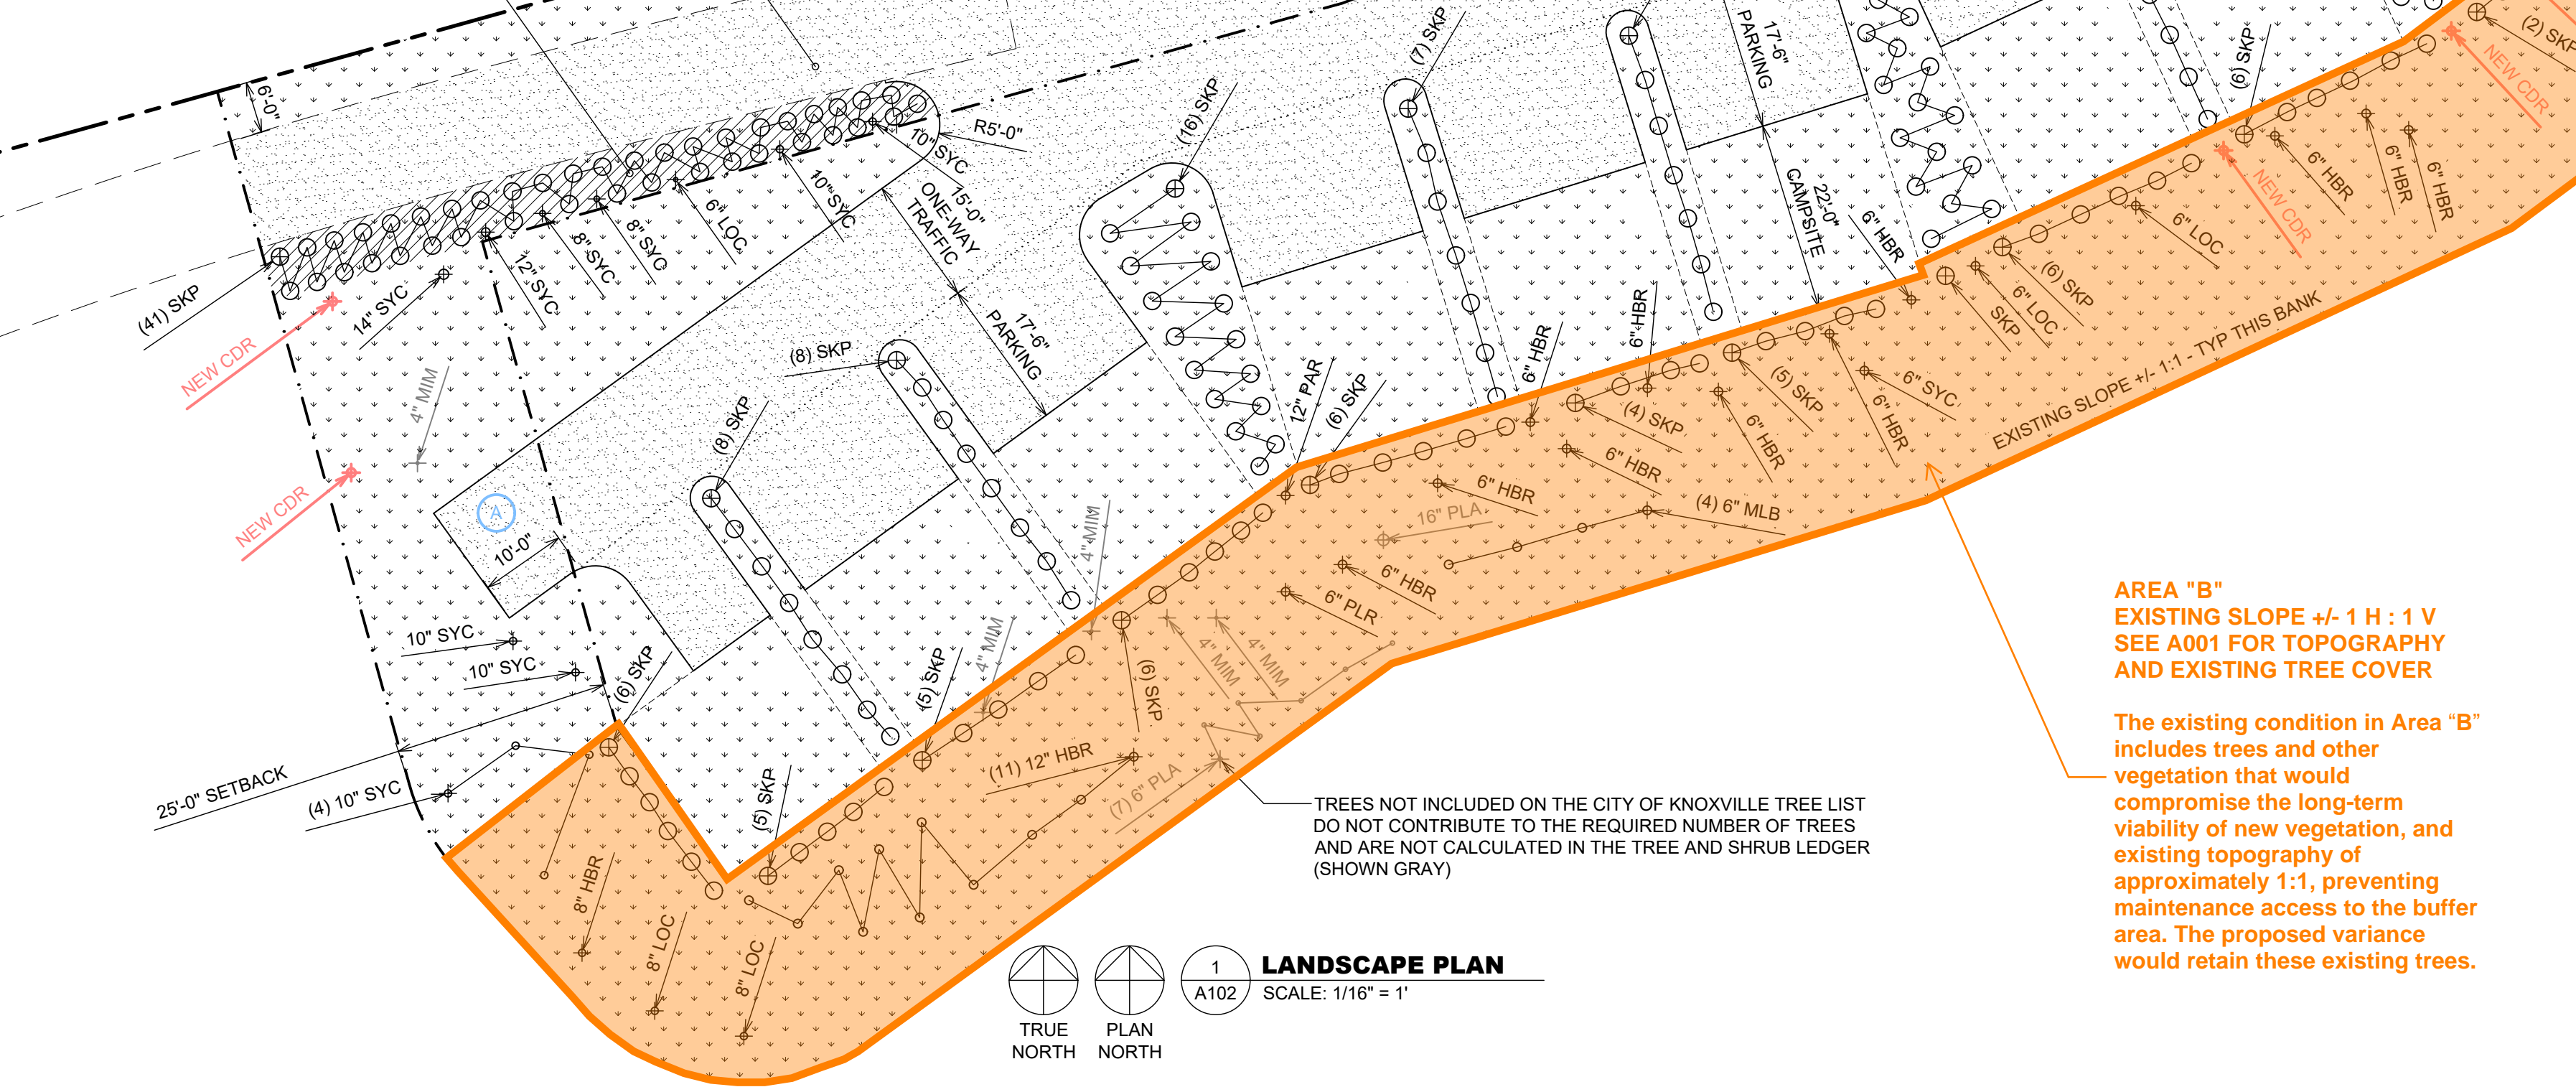 6'-0"
(41) SKP
NEW CDR
14" SYC
4" MIM
NEW CDR
12" SYC
8" SYC
8" SYC
6" LOC
10" SYC
10" SYC
R5'-0"
15'-0"
ONE-WAY
TRAFFIC
17'-6"
PARKING
(16) SKP
(7) SKP
17'-6"
PARKING
22'-0"
CAMPSITE
(6) SKP
(2) SKP
NEW CDR
6" HBR
6" HBR
6" HBR
NEW CDR
6" LOC
6" HBR
(6) SKP
6" LOC
SKP
(8) SKP
(8) SKP
A
10'-0"
10" SYC
10" SYC
(6) SKP
25'-0" SETBACK
(4) 10" SYC
12" PAR
(6) SKP
6" HBR
6" HBR
(4) SKP
(5) SKP
6" HBR
6" HBR
6" SYC
EXISTING SLOPE +/- 1:1 - TYP THIS BANK
6" HBR
6" HBR
16" PLA
(4) 6" MLB
4" MIM
4" MIM
6" HBR
6" PLR
4" MIM
4" MIM
(6) SKP
(5) SKP
(5) SKP
(11) 12" HBR
(7) 6" PLA
8" HBR
8" LOC
8" LOC
TREES NOT INCLUDED ON THE CITY OF KNOXVILLE TREE LIST
DO NOT CONTRIBUTE TO THE REQUIRED NUMBER OF TREES
AND ARE NOT CALCULATED IN THE TREE AND SHRUB LEDGER
(SHOWN GRAY)
AREA "B"
EXISTING SLOPE +/- 1 H : 1 V
SEE A001 FOR TOPOGRAPHY
AND EXISTING TREE COVER
The existing condition in Area “B”
includes trees and other
vegetation that would
compromise the long-term
viability of new vegetation, and
existing topography of
approximately 1:1, preventing
maintenance access to the buffer
area. The proposed variance
would retain these existing trees.
TRUE
NORTH
PLAN
NORTH
1
A102
LANDSCAPE PLAN
SCALE: 1/16" = 1'